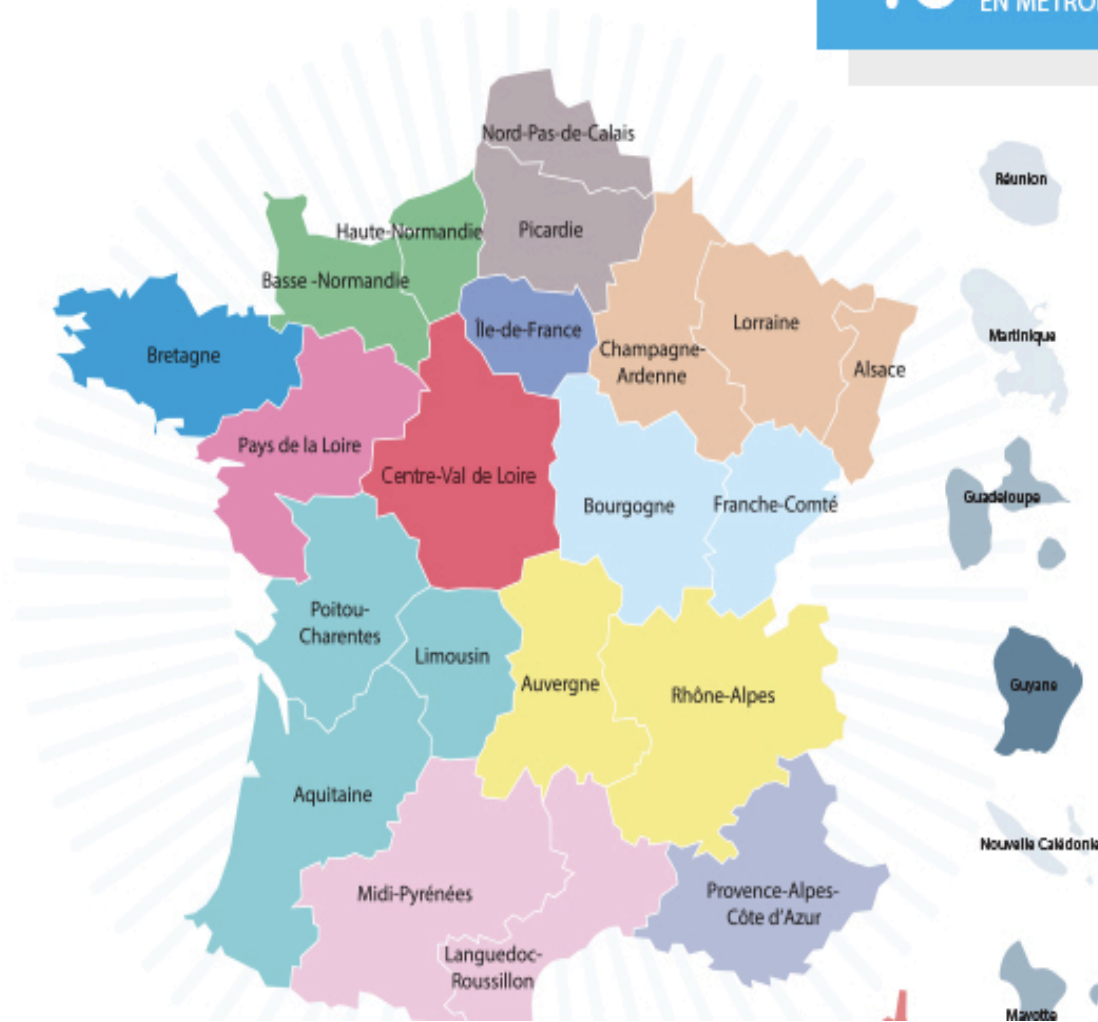 EN MÉTROP
Nord-Pas-de-Calais
Réunion
Haute-Normandie
Picardie
Basse -Normandie
Île-de-France
Lorraine
Martinique
Bretagne
Champagne-
Ardenne
Alsace
Pays de la Loire
Centre-Val de Loire
Bourgogne
Franche-Comté
Guadeloupe
Poitou-
Charentes
Limousin
Auvergne
Rhône-Alpes
Guyane
Aquitaine
Nouvelle Calédonie
Midi-Pyrénées
Provence-Alpes-
Côte d'Azur
Languedoc-
Roussillon
Mayotte